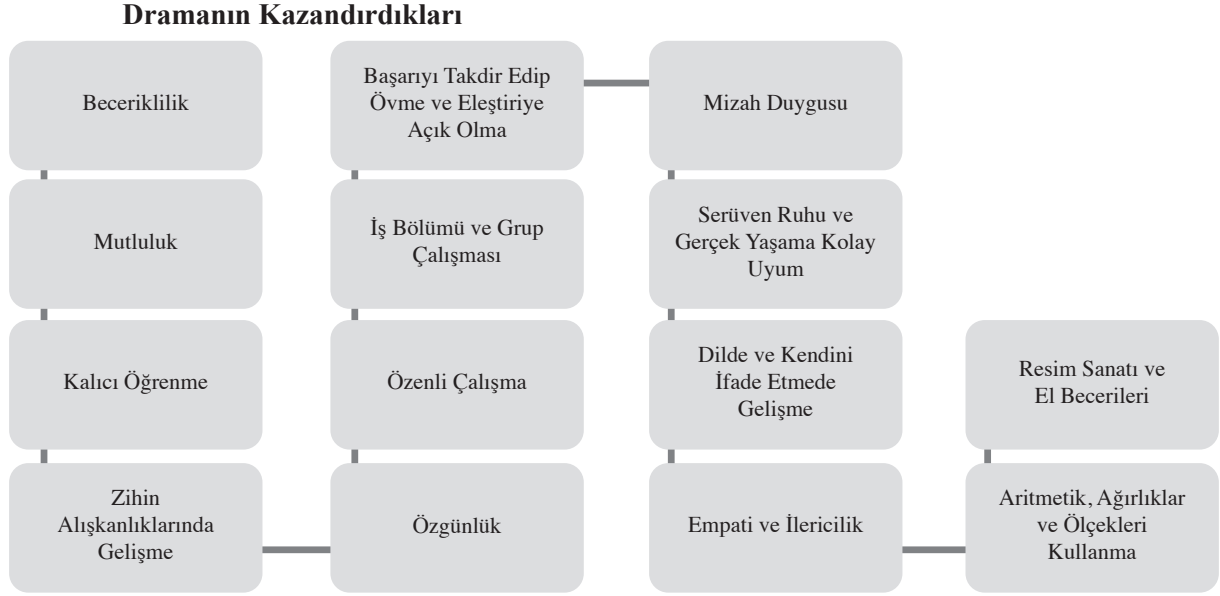 Dramanın Kazandırdıkları
Beceriklilik
Mutluluk
Kalıcı Öğrenme
Zihin
Alışkanlıklarında
Gelişme
Başarıyı Takdir Edip
Övme ve Eleştiriye
Açık Olma
İş Bölümü ve Grup
Çalışması
Özenli Çalışma
Özgünlük
Mizah Duygusu
Serüven Ruhu ve
Gerçek Yaşama Kolay
Uyum
Dilde ve Kendini
İfade Etmede
Gelişme
Empati ve İlericilik
Resim Sanatı ve
El Becerileri
Aritmetik, Ağırlıklar
ve Ölçekleri
Kullanma